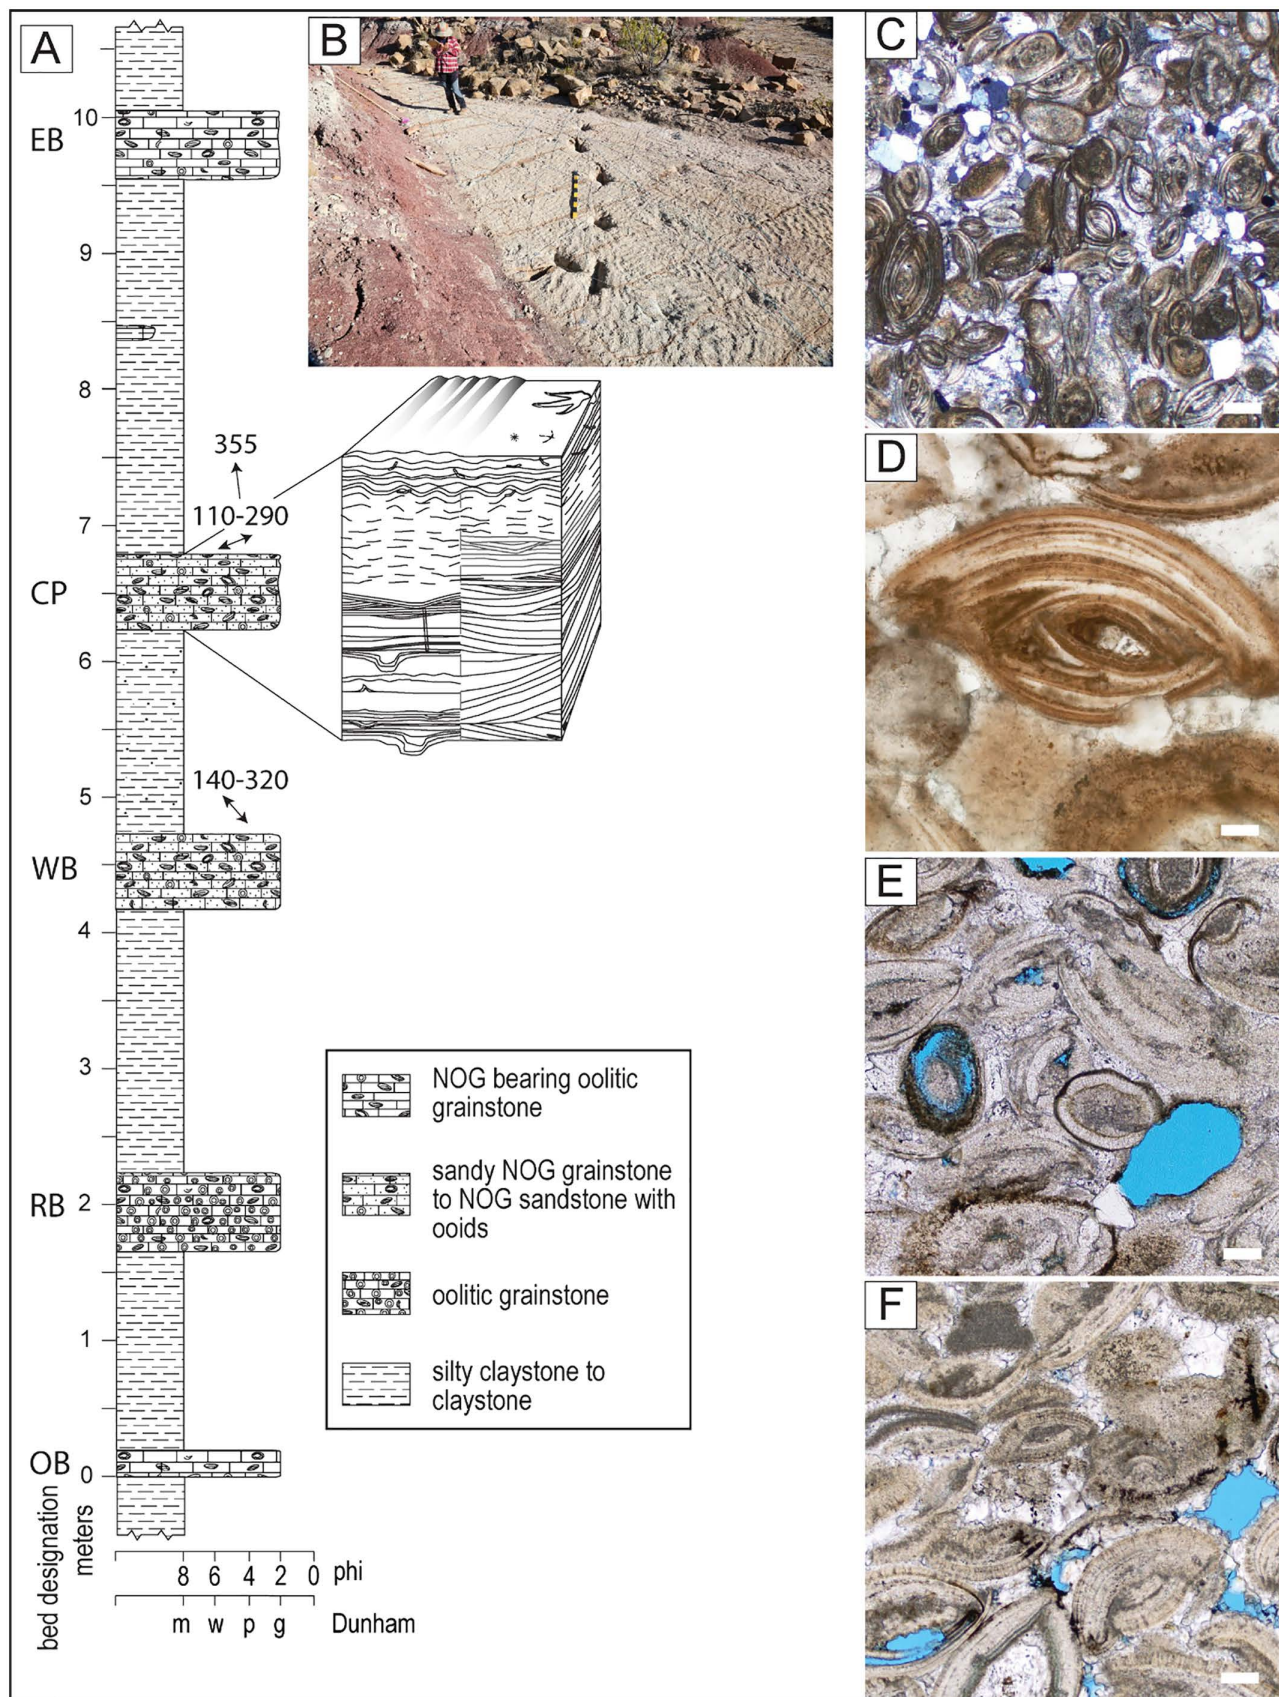 A
B
C
D
E
F
10
EB
9
8
355
7
110-290
CP
6
140-320
5
WB
4
3
RB
2
1
OB
0
bed designation
meters
8 6 4 2 0 phi
m w p g Dunham
NOG bearing oolitic
grainstone
sandy NOG grainstone
to NOG sandstone with
ooids
oolitic grainstone
silty claystone to
claystone